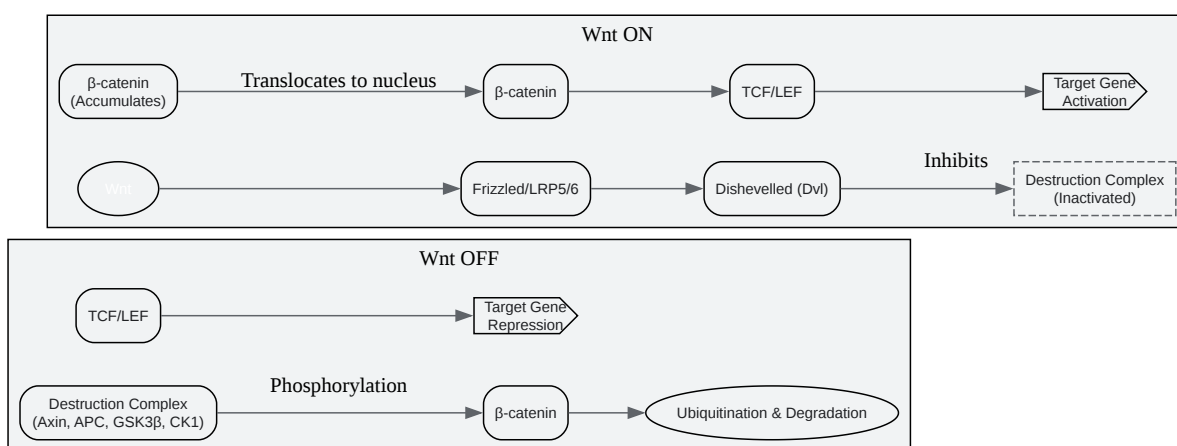 Wnt ON
β-catenin
(Accumulates)
Translocates to nucleus
β-catenin
TCF/LEF
Target Gene
Activation
Wnt
Frizzled/LRP5/6
Dishevelled (Dvl)
Inhibits
Destruction Complex
(Inactivated)
Wnt OFF
TCF/LEF
Target Gene
Repression
Destruction Complex
(Axin, APC, GSK3β, CK1)
Phosphorylation
β-catenin
Ubiquitination & Degradation